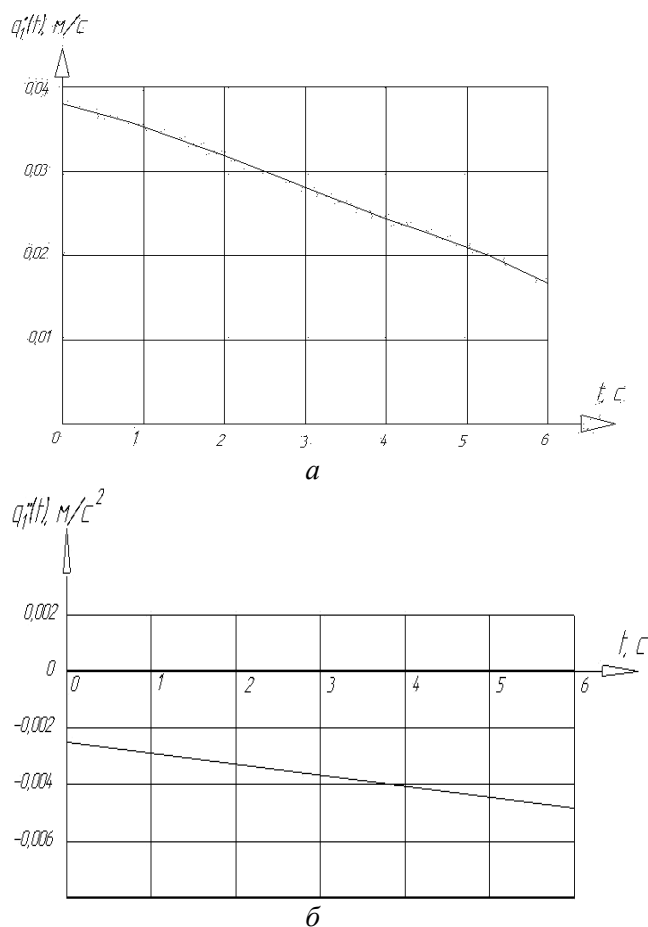 q₁'(t), м/с
0,04
0,03
0,02
0,01
t, с
0 1 2 3 4 5 6
а
q₁''(t), м/с²
0,002
t, с
0
0 1 2 3 4 5 6
-0,002
-0,004
-0,006
б